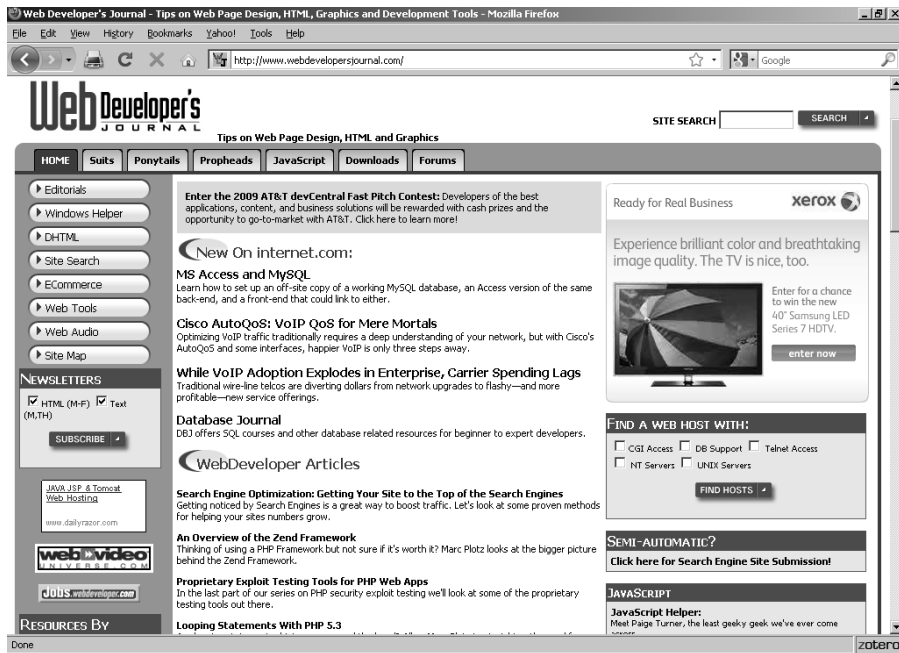 Web Developer's Journal - Tips on Web Page Design, HTML, Graphics and Development Tools - Mozilla Firefox
File Edit View History Bookmarks Yahoo! Tools Help
http://www.webdevelopersjournal.com/
Google
Web Developer's
JOURNAL
Tips on Web Page Design, HTML and Graphics
SITE SEARCH
SEARCH
HOME Suits Ponytails Propheads JavaScript Downloads Forums
Editorials
Windows Helper
DHTML
Site Search
ECommerce
Web Tools
Web Audio
Site Map
NEWSLETTERS
HTML (M-F) Text
(M,TH)
SUBSCRIBE
JAVA JSP & Tomcat
Web Hosting
www.dailyrazor.com
web video
UNIVERSE.COM
Jobs.webdeveloper.com
RESOURCES BY
Enter the 2009 AT&T devCentral Fast Pitch Contest: Developers of the best
applications, content, and business solutions will be rewarded with cash prizes and the
opportunity to go-to-market with AT&T. Click here to learn more!
New On internet.com:
MS Access and MySQL
Learn how to set up an off-site copy of a working MySQL database, an Access version of the same
back-end, and a front-end that could link to either.
Cisco AutoQoS: VoIP QoS for Mere Mortals
Optimizing VoIP traffic traditionally requires a deep understanding of your network, but with Cisco's
AutoQoS and some interfaces, happier VoIP is only three steps away.
While VoIP Adoption Explodes in Enterprise, Carrier Spending Lags
Traditional wire-line telcos are diverting dollars from network upgrades to flashy—and more
profitable—new service offerings.
Database Journal
DBJ offers SQL courses and other database related resources for beginner to expert developers.
WebDeveloper Articles
Search Engine Optimization: Getting Your Site to the Top of the Search Engines
Getting noticed by Search Engines is a great way to boost traffic. Let's look at some proven methods
for helping your sites numbers grow.
An Overview of the Zend Framework
Thinking of using a PHP Framework but not sure if it's worth it? Marc Plotz looks at the bigger picture
behind the Zend Framework.
Proprietary Exploit Testing Tools for PHP Web Apps
In the last part of our series on PHP security exploit testing we'll look at some of the proprietary
testing tools out there.
Looping Statements With PHP 5.3
Ready for Real Business xerox
Experience brilliant color and breathtaking
image quality. The TV is nice, too.
Enter for a chance
to win the new
40" Samsung LED
Series 7 HDTV.
enter now
FIND A WEB HOST WITH:
CGI Access DB Support Telnet Access
NT Servers UNIX Servers
FIND HOSTS
SEMI-AUTOMATIC?
Click here for Search Engine Site Submission!
JAVASCRIPT
JavaScript Helper:
Meet Paige Turner, the least geeky geek we've ever come
Done
zotero